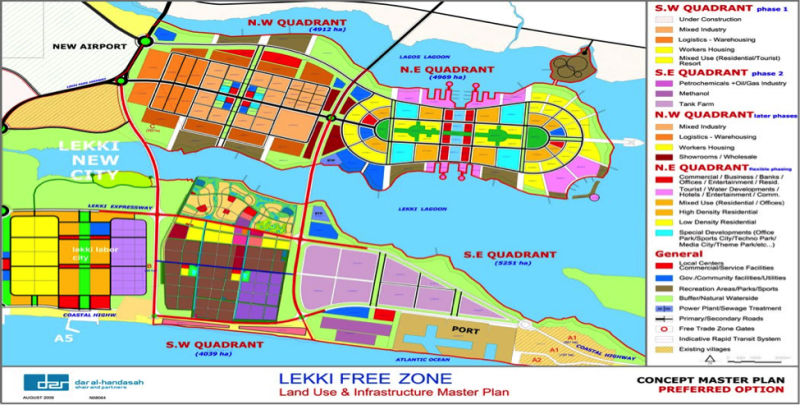 N.W QUADRANT
(4912 ha)
NEW AIRPORT
LAGOS LAGOON
N.E QUADRANT
(4969 ha)
LEKKI
NEW
CITY
LEKKI EXPRESSWAY
LEKKI LAGOON
lekki labor
city
S.E QUADRANT
(5251 ha)
COASTAL HIGHW.
A5
S.W QUADRANT
(4039 ha)
PORT
ATLANTIC OCEAN
A1
A2
A1
COASTAL HIGHWAY
S.W QUADRANT phase 1
Under Construction
Mixed Industry
Logistics - Warehousing
Workers Housing
Mixed Use (Residential/Tourist)
Resort
S.E QUADRANT phase 2
Petrochemicals +Oil/Gas Industry
Methanol
Tank Farm
N.W QUADRANT later phases
Mixed Industry
Logistics - Warehousing
Workers Housing
Showrooms / Wholesale
N.E QUADRANT flexible phasing
Commercial / Business / Banks /
Offices / Entertainment / Resid.
Tourist / Water Developments /
Hotels / Entertainment / Comm.
Mixed Use (Residential / Offices)
High Density Residential
Low Density Residential
Special Developments (Office
Park/Sports City/Techno Park/
Media City/Theme Park/etc..)
General
Local Centers
Commercial/Service Facilities
Gov./Community facilities/Utilities
Recreation Areas/Parks/Sports
Buffer/Natural Waterside
Power Plant/Sewage Treatment
Primary/Secondary Roads
Free Trade Zone Gates
Indicative Rapid Transit System
Existing villages
dar
dar al-handasah
shair and partners
AUGUST 2009
LEKKI FREE ZONE
Land Use & Infrastructure Master Plan
CONCEPT MASTER PLAN
PREFERRED OPTION